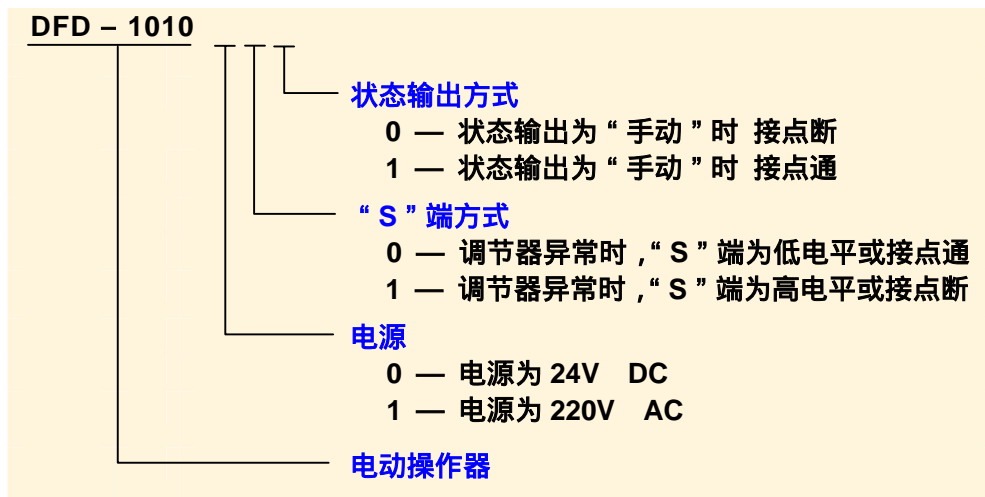 DFD – 1010
状态输出方式
0 — 状态输出为“手动”时 接点断
1 — 状态输出为“手动”时 接点通
“S”端方式
0 — 调节器异常时,“S”端为低电平或接点通
1 — 调节器异常时,“S”端为高电平或接点断
电源
0 — 电源为 24V DC
1 — 电源为 220V AC
电动操作器